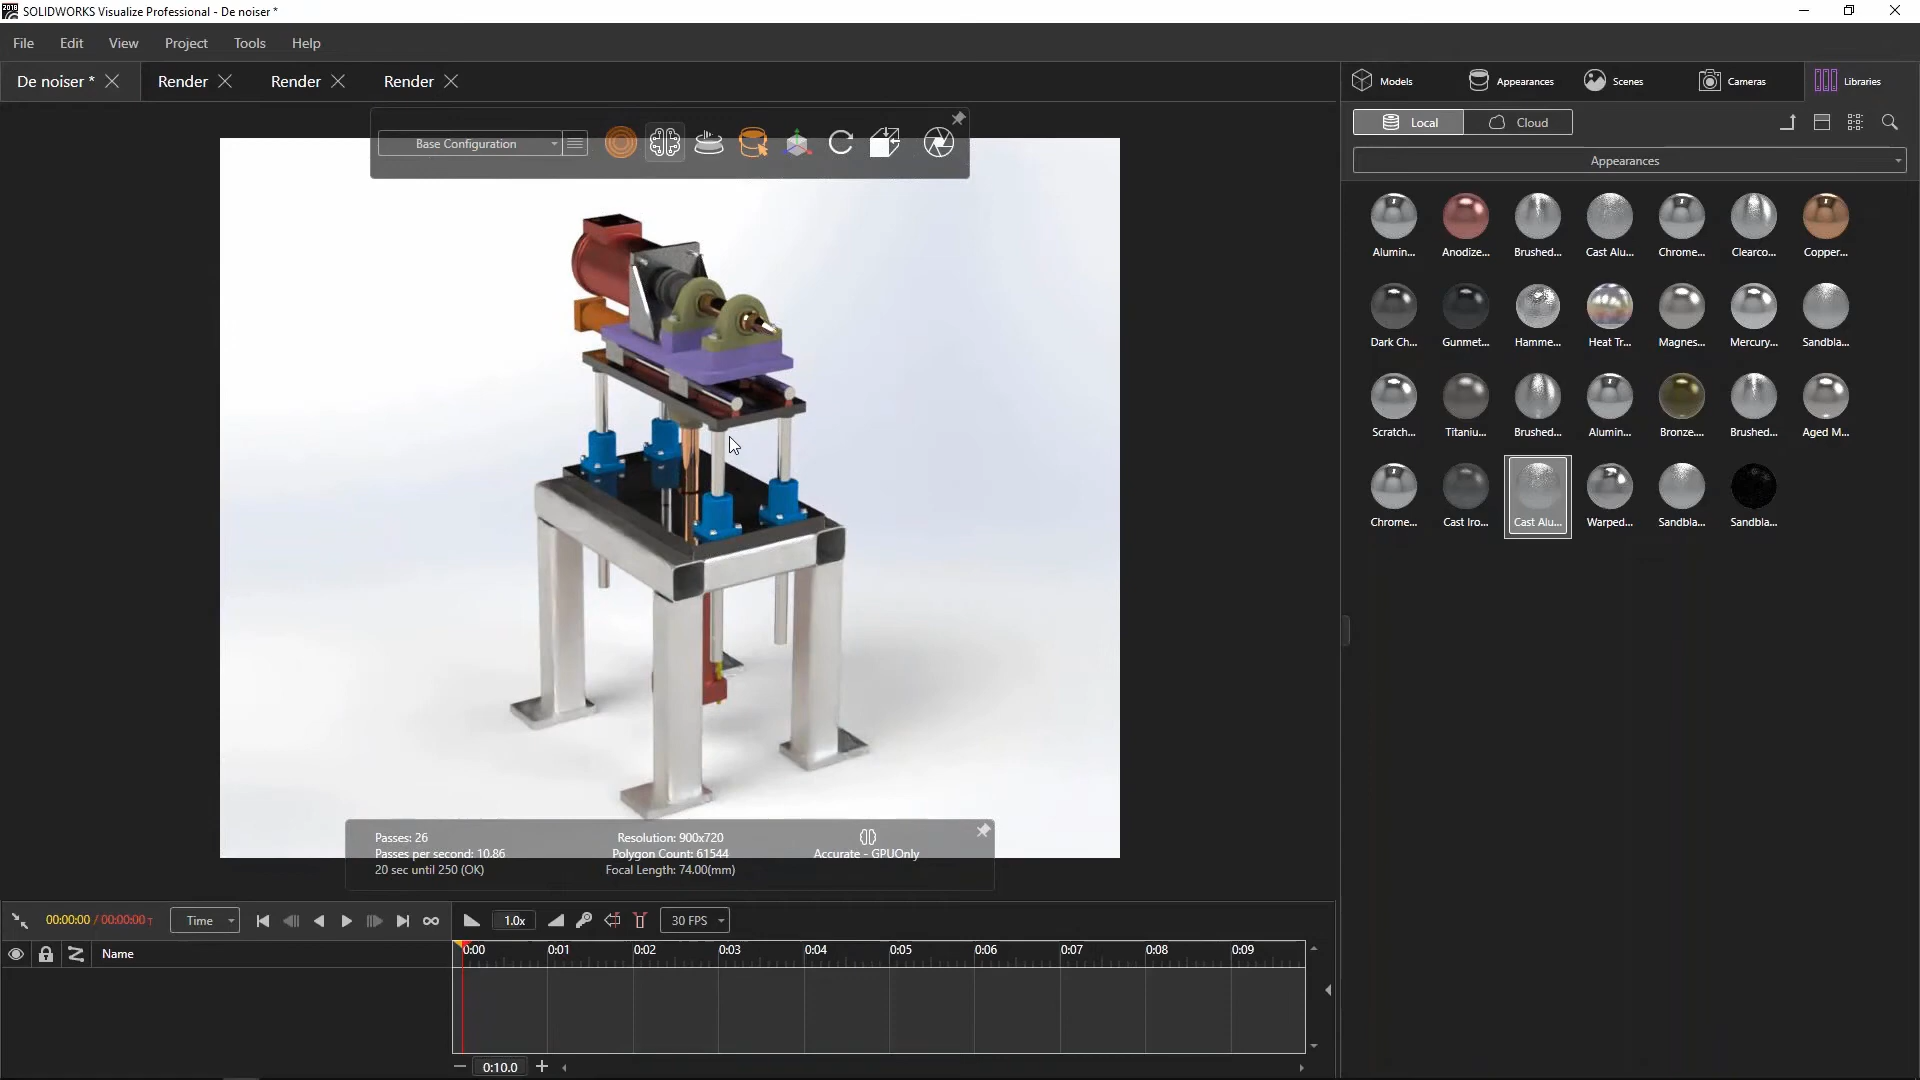 SOLIDWORKS Visualize Professional - De noiser *
File Edit View Project Tools Help
De noiser * Render Render Render
Models Appearances Scenes Cameras Libraries
Local Cloud
Base Configuration
Appearances
Alumin... Anodize... Brushed... Cast Alu... Chrome... Clearco... Copper...
Dark Ch... Gunmet... Hamme... Heat Tr... Magnes... Mercury... Sandbla...
Scratch... Titaniu... Brushed... Alumin... Bronze.... Brushed... Aged M...
Chrome... Cast Iro... Cast Alu... Warped... Sandbla... Sandbla...
Passes: 26
Passes per second: 10.86
20 sec until 250 (OK)
Resolution: 900x720
Polygon Count: 61544
Focal Length: 74.00(mm)
Accurate - GPUOnly
00:00:00 / 00:00:00 T Time 1.0x 30 FPS
Name
0:00 0:01 0:02 0:03 0:04 0:05 0:06 0:07 0:08 0:09
0:10.0